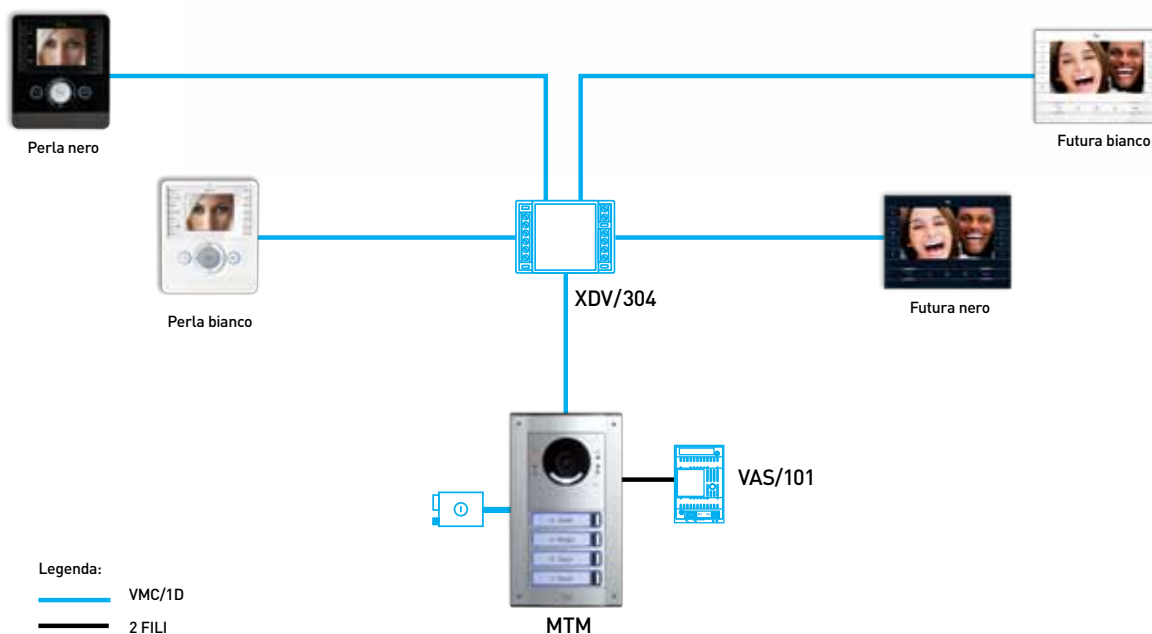 Perla nero
Futura bianco
Perla bianco
XDV/304
Futura nero
VAS/101
Legenda:
VMC/1D
2 FILI
MTM